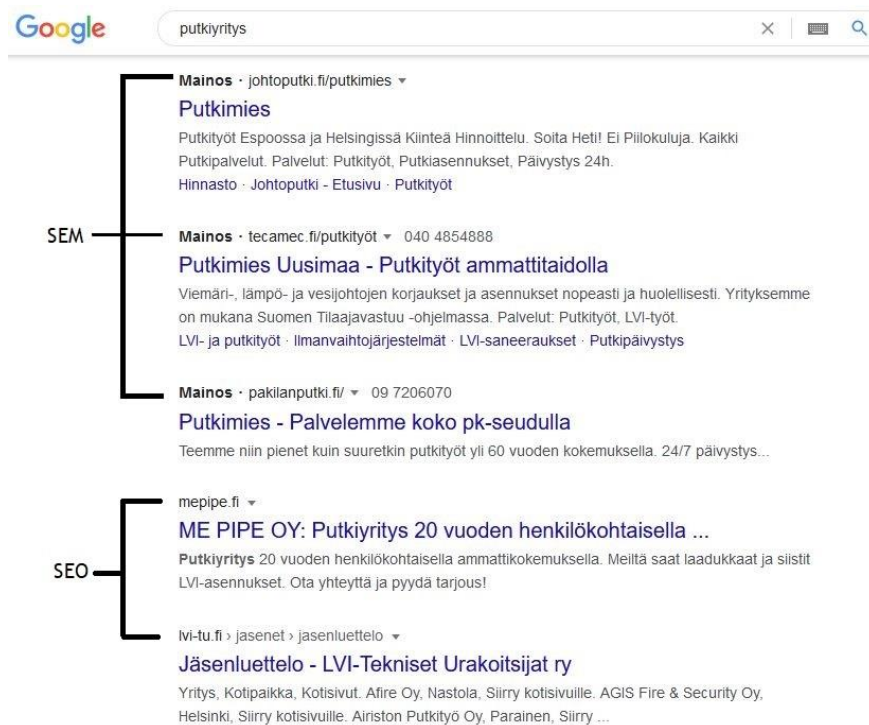 Google putkiyritys
Mainos · johtoputki.fi/putkimies
Putkimies
Putkityöt Espoossa ja Helsingissä Kiinteä Hinnoittelu. Soita Heti! Ei Piilokuluja. Kaikki
Putkipalvelut. Palvelut: Putkityöt, Putkiasennukset, Päivystys 24h.
Hinnasto · Johtoputki - Etusivu · Putkityöt
SEM
Mainos · tecamec.fi/putkityöt 040 4854888
Putkimies Uusimaa - Putkityöt ammattitaidolla
Viemäri-, lämpö- ja vesijohtojen korjaukset ja asennukset nopeasti ja huolellisesti. Yrityksemme
on mukana Suomen Tilaajavastuu -ohjelmassa. Palvelut: Putkityöt, LVI-työt.
LVI- ja putkityöt · Ilmanvaihtojärjestelmät · LVI-saneeraukset · Putkipäivystys
Mainos · pakilanputki.fi/ 09 7206070
Putkimies - Palvelemme koko pk-seudulla
Teemme niin pienet kuin suuretkin putkityöt yli 60 vuoden kokemuksella. 24/7 päivystys...
mepipe.fi
ME PIPE OY: Putkiyritys 20 vuoden henkilökohtaisella ...
Putkiyritys 20 vuoden henkilökohtaisella ammattikokemuksella. Meiltä saat laadukkaat ja siistit
LVI-asennukset. Ota yhteyttä ja pyydä tarjous!
SEO
lvi-tu.fi › jasenet › jasenluettelo
Jäsenluettelo - LVI-Tekniset Urakoitsijat ry
Yritys, Kotipaikka, Kotisivut. Afire Oy, Nastola, Siirry kotisivuille. AGIS Fire & Security Oy,
Helsinki, Siirry kotisivuille. Airiston Putkityö Oy, Parainen, Siirry ...